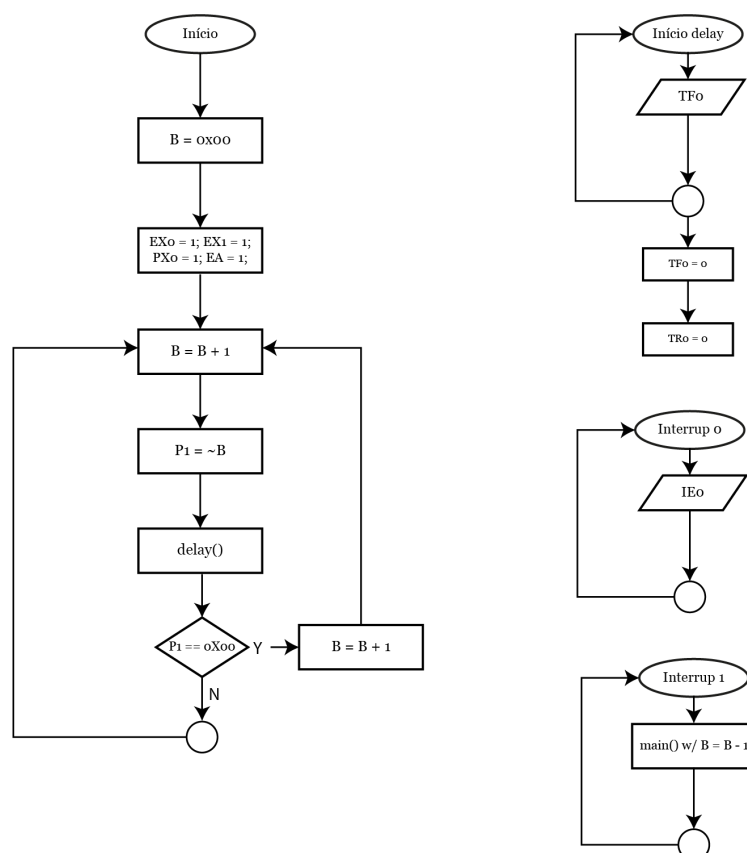 Início
B = 0x00
EX0 = 1; EX1 = 1;
PX0 = 1; EA = 1;
B = B + 1
P1 = ~B
delay()
P1 == 0X00
Y
B = B + 1
N
Início delay
TF0
TF0 = 0
TR0 = 0
Interrup 0
IE0
Interrup 1
main() w/ B = B - 1